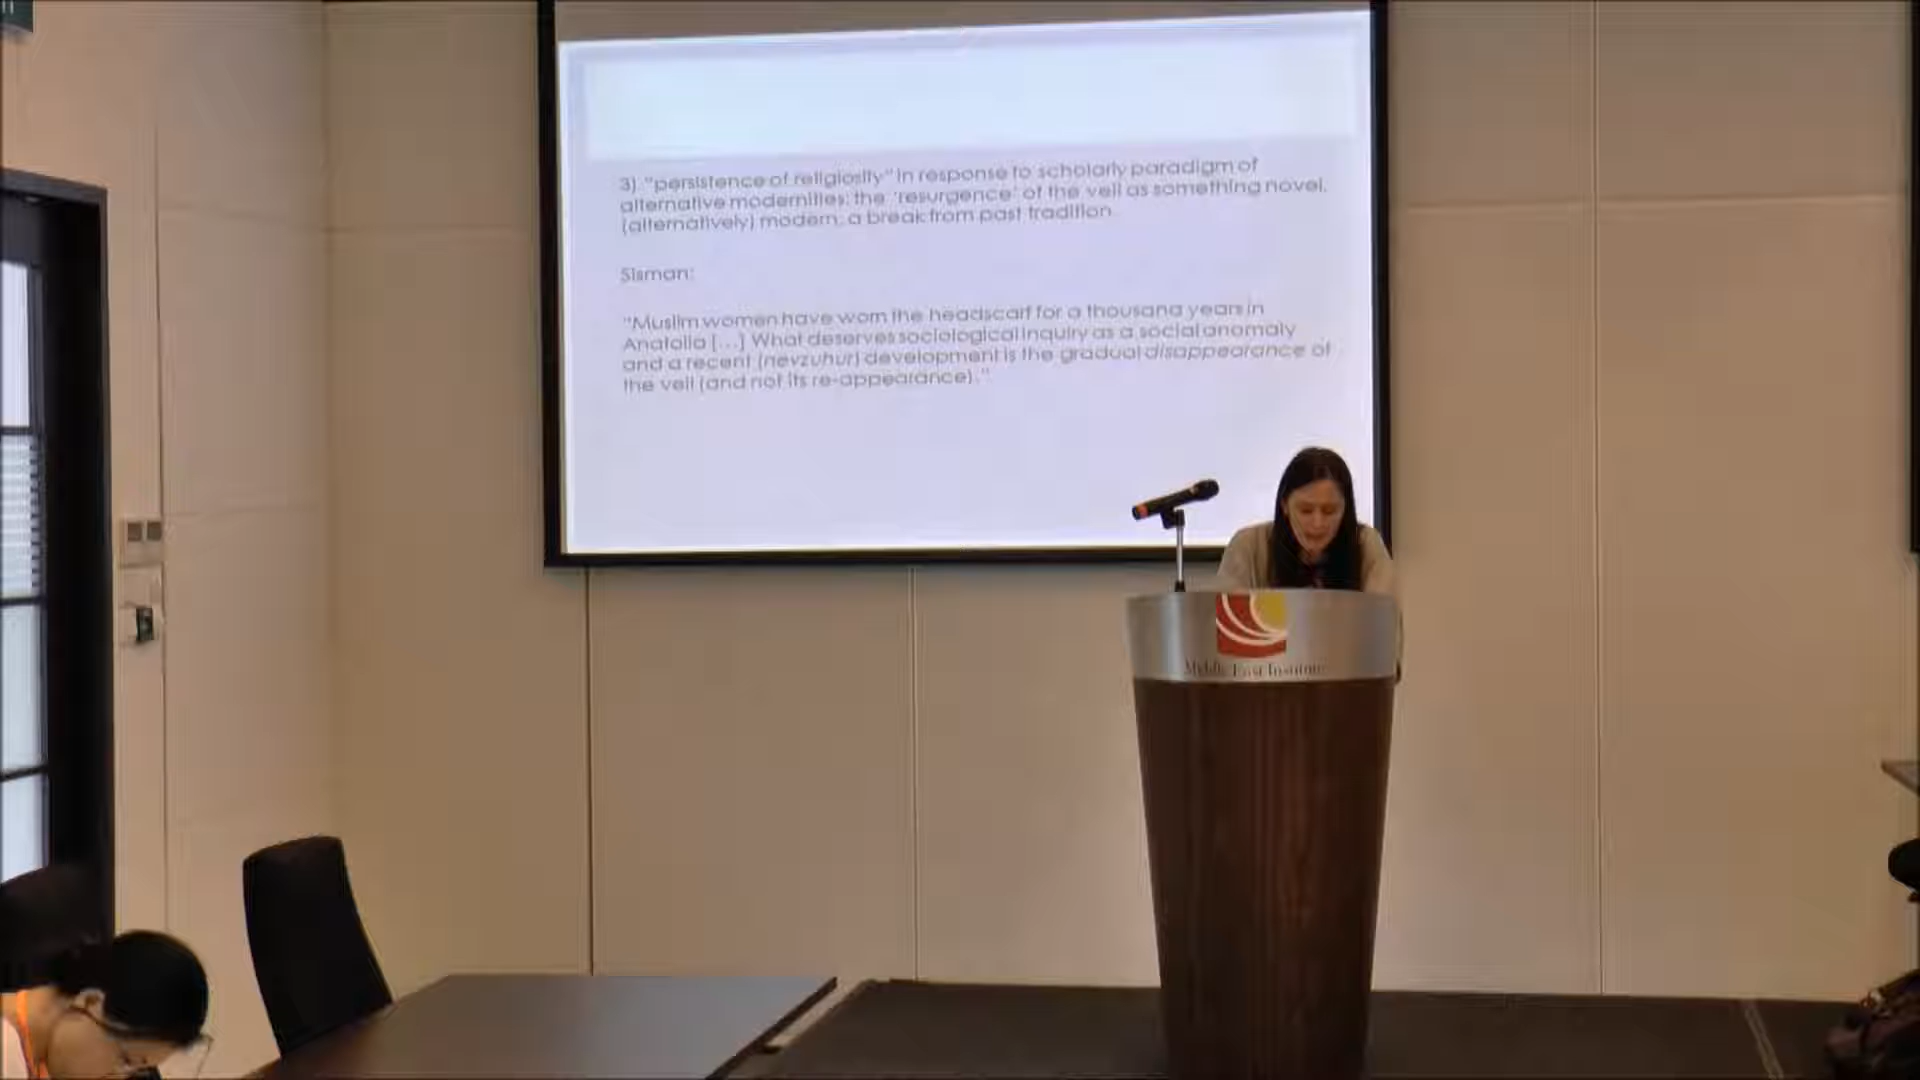 3) "persistence of religiosity" in response to scholarly paradigm of
alternative modernities: the 'resurgence' of the veil as something novel,
(alternatively) modern; a break from past tradition
Sisman:
"Muslim women have worn the headscarf for a thousand years in
Anatolia [...] What deserves sociological inquiry as a social anomaly
and a recent (nevzuhur) development is the gradual disappearance of
the veil (and not its re-appearance)."
Middle East Institute